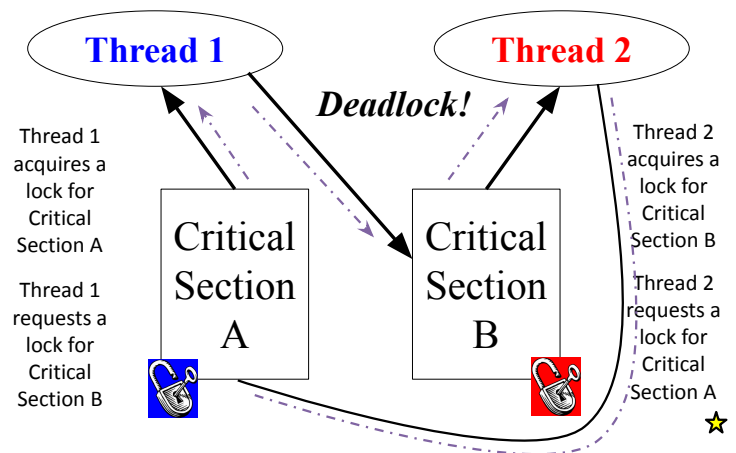 Thread 1
Thread 2
Deadlock!
Thread 1
acquires a
lock for
Critical
Section A
Thread 1
requests a
lock for
Critical
Section B
Critical
Section
A
Critical
Section
B
Thread 2
acquires a
lock for
Critical
Section B
Thread 2
requests a
lock for
Critical
Section A